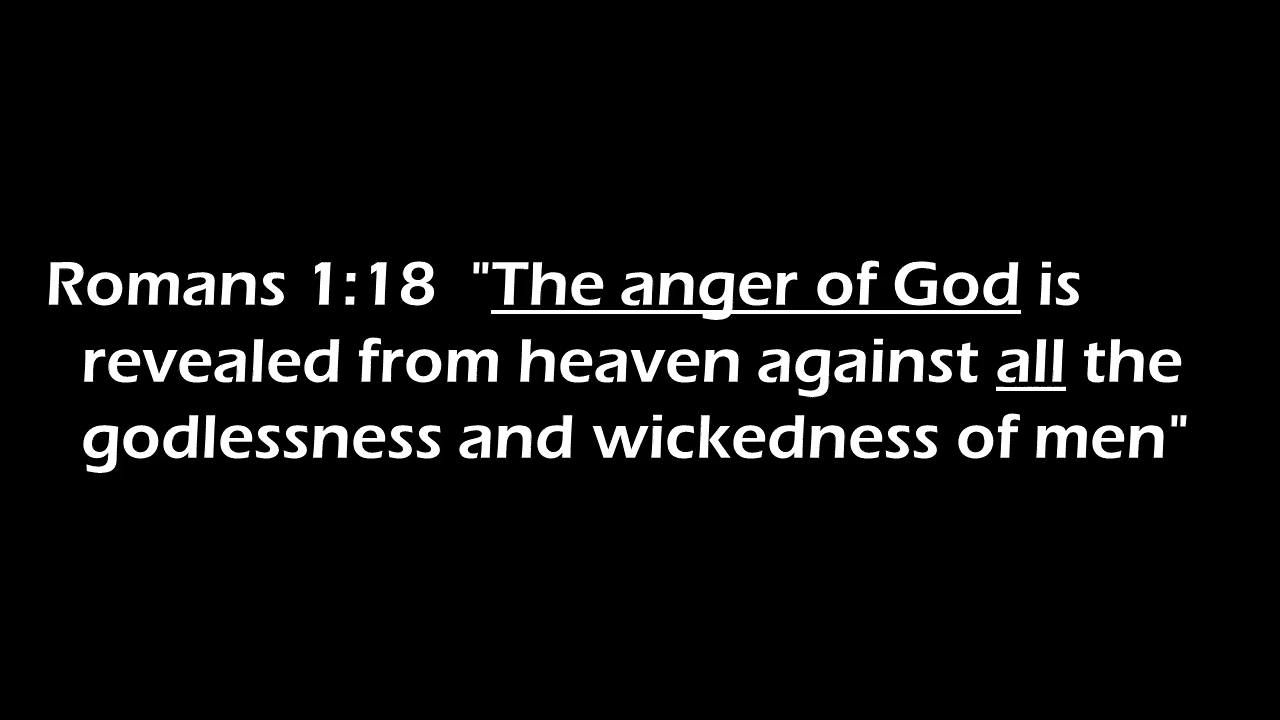 Romans 1:18  "The anger of God is
revealed from heaven against all the
godlessness and wickedness of men"